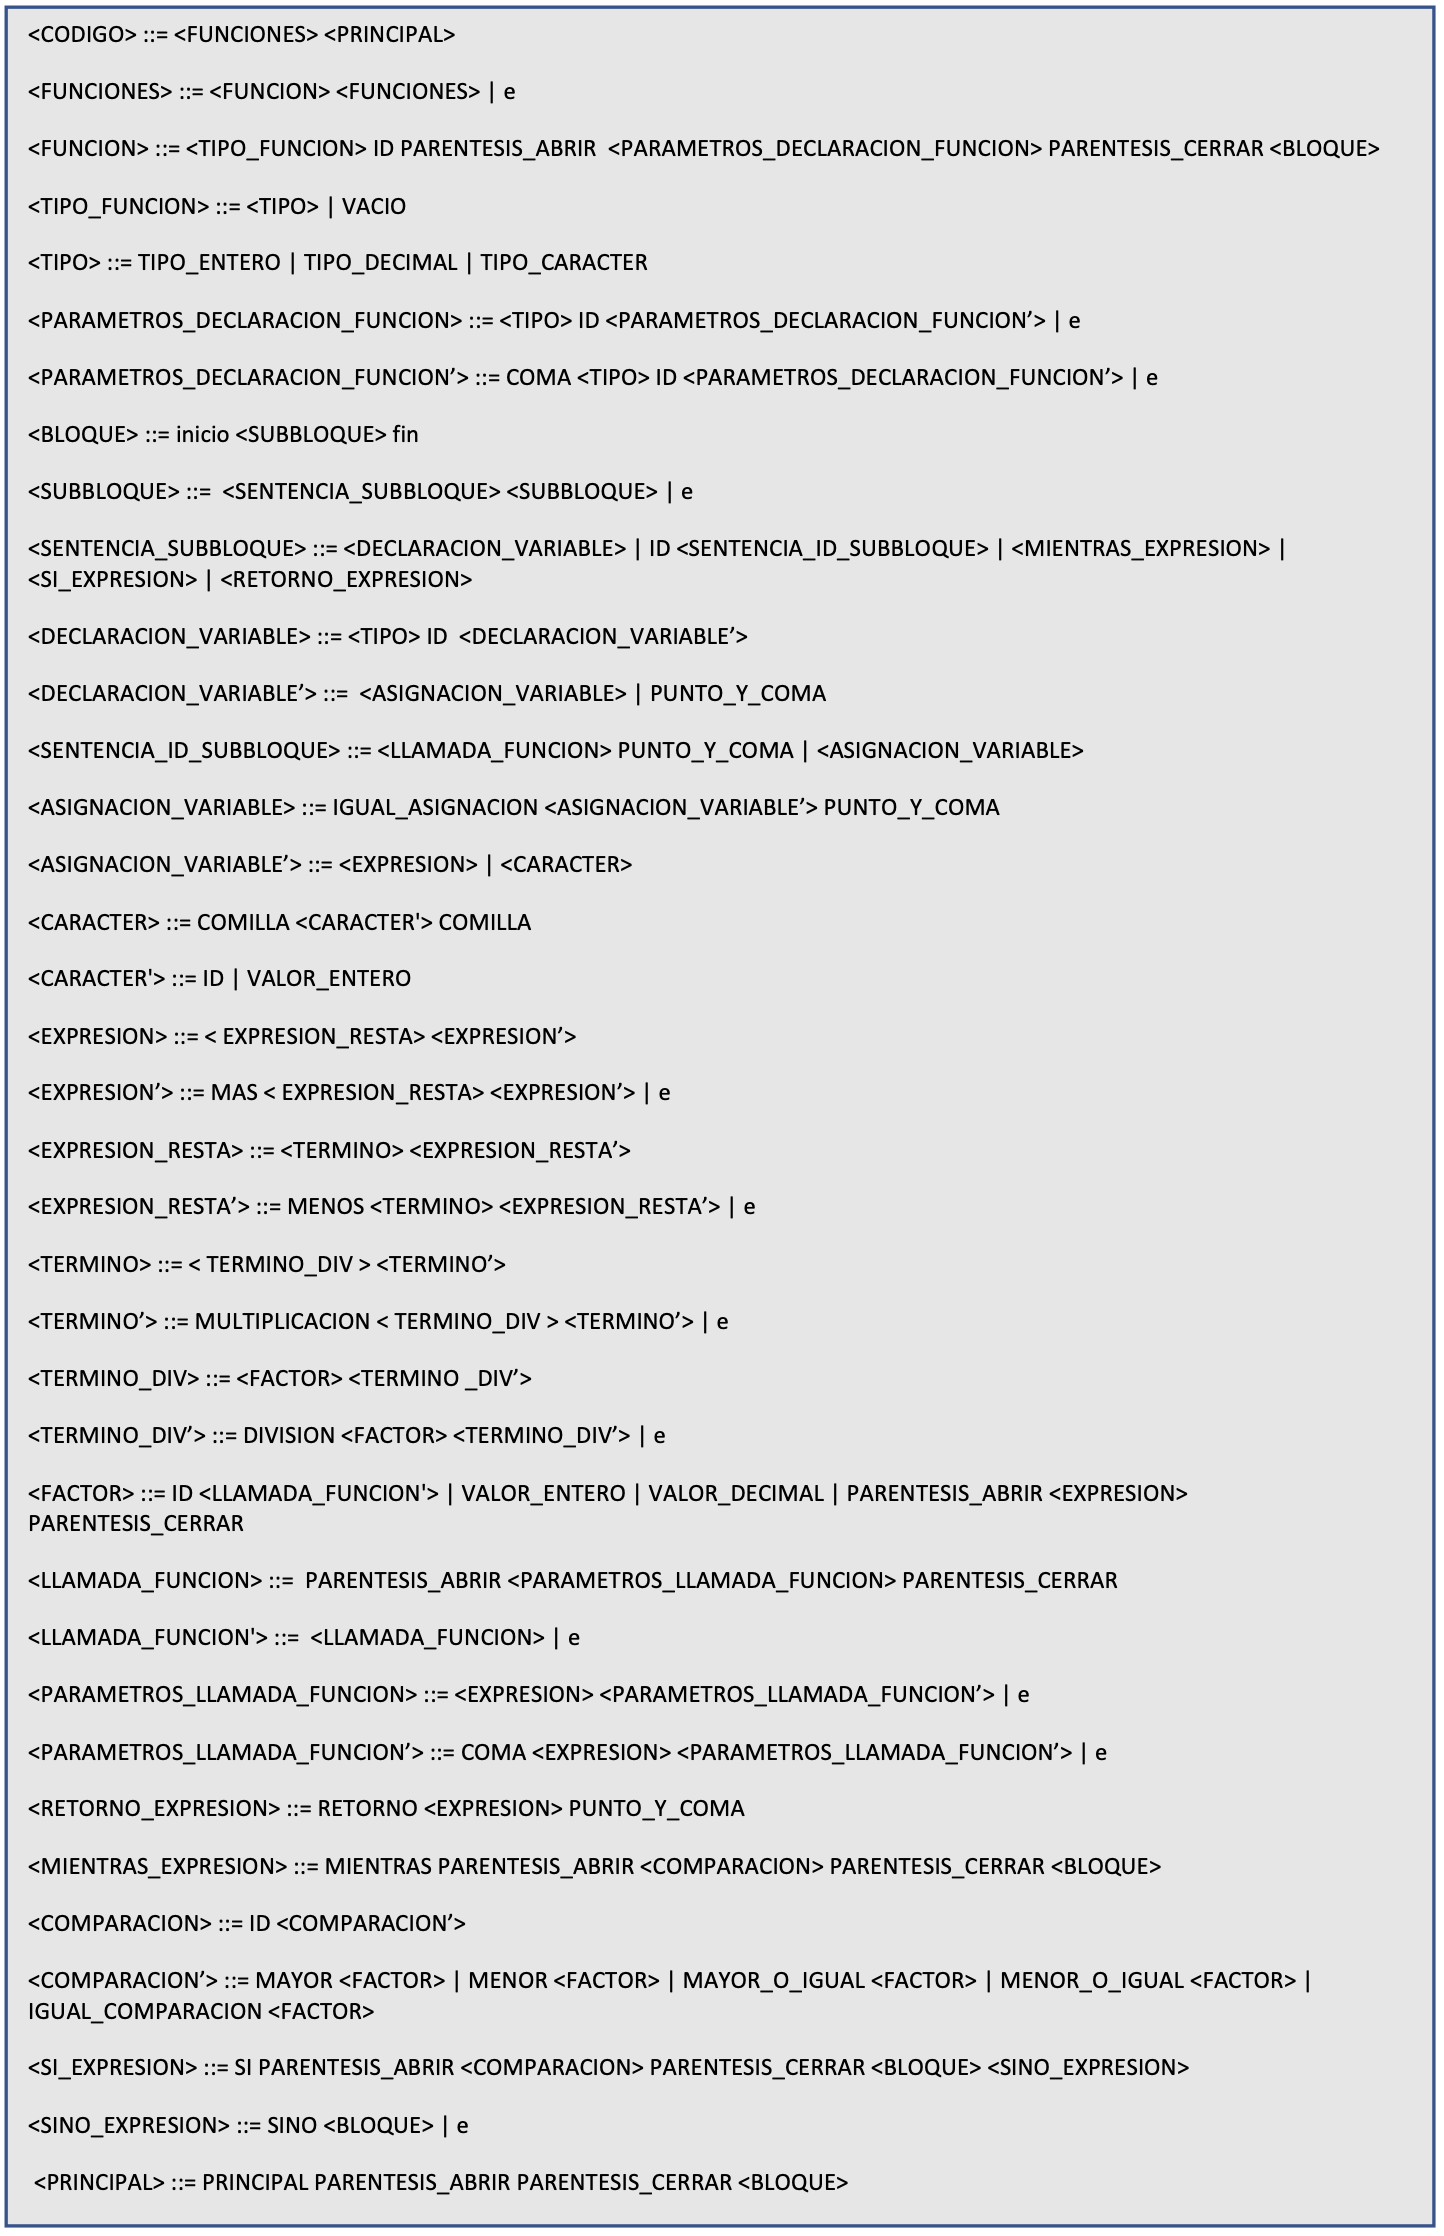 <CODIGO> ::= <FUNCIONES> <PRINCIPAL>
<FUNCIONES> ::= <FUNCION> <FUNCIONES> | e
<FUNCION> ::= <TIPO_FUNCION> ID PARENTESIS_ABRIR <PARAMETROS_DECLARACION_FUNCION> PARENTESIS_CERRAR <BLOQUE>
<TIPO_FUNCION> ::= <TIPO> | VACIO
<TIPO> ::= TIPO_ENTERO | TIPO_DECIMAL | TIPO_CARACTER
<PARAMETROS_DECLARACION_FUNCION> ::= <TIPO> ID <PARAMETROS_DECLARACION_FUNCION’> | e
<PARAMETROS_DECLARACION_FUNCION’> ::= COMA <TIPO> ID <PARAMETROS_DECLARACION_FUNCION’> | e
<BLOQUE> ::= inicio <SUBBLOQUE> fin
<SUBBLOQUE> ::= <SENTENCIA_SUBBLOQUE> <SUBBLOQUE> | e
<SENTENCIA_SUBBLOQUE> ::= <DECLARACION_VARIABLE> | ID <SENTENCIA_ID_SUBBLOQUE> | <MIENTRAS_EXPRESION> |
<SI_EXPRESION> | <RETORNO_EXPRESION>
<DECLARACION_VARIABLE> ::= <TIPO> ID <DECLARACION_VARIABLE’>
<DECLARACION_VARIABLE’> ::= <ASIGNACION_VARIABLE> | PUNTO_Y_COMA
<SENTENCIA_ID_SUBBLOQUE> ::= <LLAMADA_FUNCION> PUNTO_Y_COMA | <ASIGNACION_VARIABLE>
<ASIGNACION_VARIABLE> ::= IGUAL_ASIGNACION <ASIGNACION_VARIABLE’> PUNTO_Y_COMA
<ASIGNACION_VARIABLE’> ::= <EXPRESION> | <CARACTER>
<CARACTER> ::= COMILLA <CARACTER'> COMILLA
<CARACTER'> ::= ID | VALOR_ENTERO
<EXPRESION> ::= < EXPRESION_RESTA> <EXPRESION’>
<EXPRESION’> ::= MAS < EXPRESION_RESTA> <EXPRESION’> | e
<EXPRESION_RESTA> ::= <TERMINO> <EXPRESION_RESTA’>
<EXPRESION_RESTA’> ::= MENOS <TERMINO> <EXPRESION_RESTA’> | e
<TERMINO> ::= < TERMINO_DIV > <TERMINO’>
<TERMINO’> ::= MULTIPLICACION < TERMINO_DIV > <TERMINO’> | e
<TERMINO_DIV> ::= <FACTOR> <TERMINO _DIV’>
<TERMINO_DIV’> ::= DIVISION <FACTOR> <TERMINO_DIV’> | e
<FACTOR> ::= ID <LLAMADA_FUNCION'> | VALOR_ENTERO | VALOR_DECIMAL | PARENTESIS_ABRIR <EXPRESION>
PARENTESIS_CERRAR
<LLAMADA_FUNCION> ::= PARENTESIS_ABRIR <PARAMETROS_LLAMADA_FUNCION> PARENTESIS_CERRAR
<LLAMADA_FUNCION'> ::= <LLAMADA_FUNCION> | e
<PARAMETROS_LLAMADA_FUNCION> ::= <EXPRESION> <PARAMETROS_LLAMADA_FUNCION’> | e
<PARAMETROS_LLAMADA_FUNCION’> ::= COMA <EXPRESION> <PARAMETROS_LLAMADA_FUNCION’> | e
<RETORNO_EXPRESION> ::= RETORNO <EXPRESION> PUNTO_Y_COMA
<MIENTRAS_EXPRESION> ::= MIENTRAS PARENTESIS_ABRIR <COMPARACION> PARENTESIS_CERRAR <BLOQUE>
<COMPARACION> ::= ID <COMPARACION’>
<COMPARACION’> ::= MAYOR <FACTOR> | MENOR <FACTOR> | MAYOR_O_IGUAL <FACTOR> | MENOR_O_IGUAL <FACTOR> |
IGUAL_COMPARACION <FACTOR>
<SI_EXPRESION> ::= SI PARENTESIS_ABRIR <COMPARACION> PARENTESIS_CERRAR <BLOQUE> <SINO_EXPRESION>
<SINO_EXPRESION> ::= SINO <BLOQUE> | e
<PRINCIPAL> ::= PRINCIPAL PARENTESIS_ABRIR PARENTESIS_CERRAR <BLOQUE>